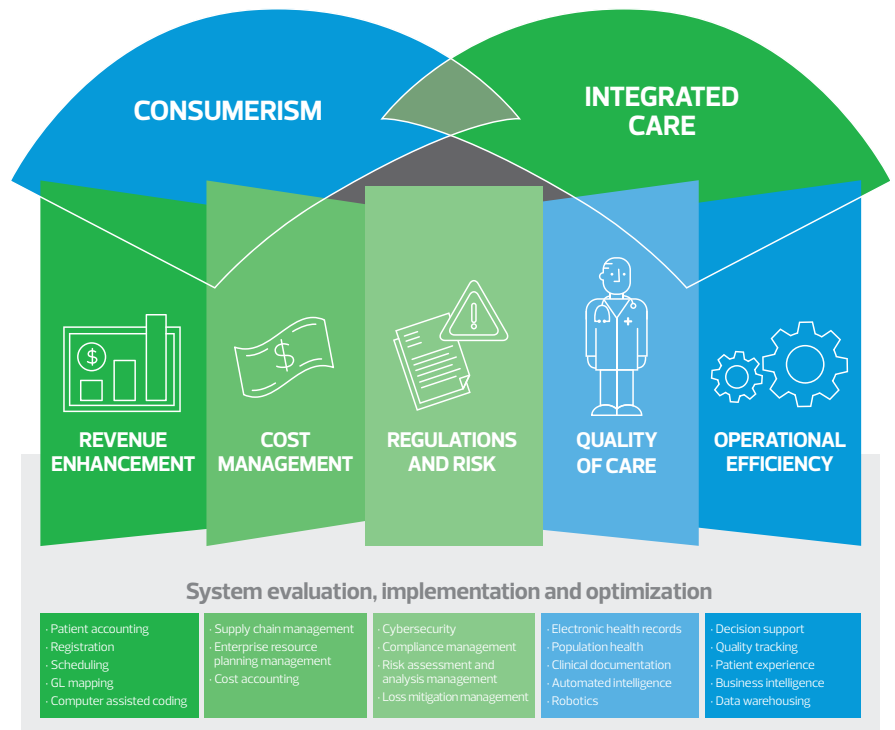 CONSUMERISM
INTEGRATED
CARE
$
$
!
REVENUE
ENHANCEMENT
COST
MANAGEMENT
REGULATIONS
AND RISK
QUALITY
OF CARE
OPERATIONAL
EFFICIENCY
System evaluation, implementation and optimization
· Patient accounting
· Registration
· Scheduling
· GL mapping
· Computer assisted coding
· Supply chain management
· Enterprise resource
planning management
· Cost accounting
· Cybersecurity
· Compliance management
· Risk assessment and
analysis management
· Loss mitigation management
· Electronic health records
· Population health
· Clinical documentation
· Automated intelligence
· Robotics
· Decision support
· Quality tracking
· Patient experience
· Business intelligence
· Data warehousing